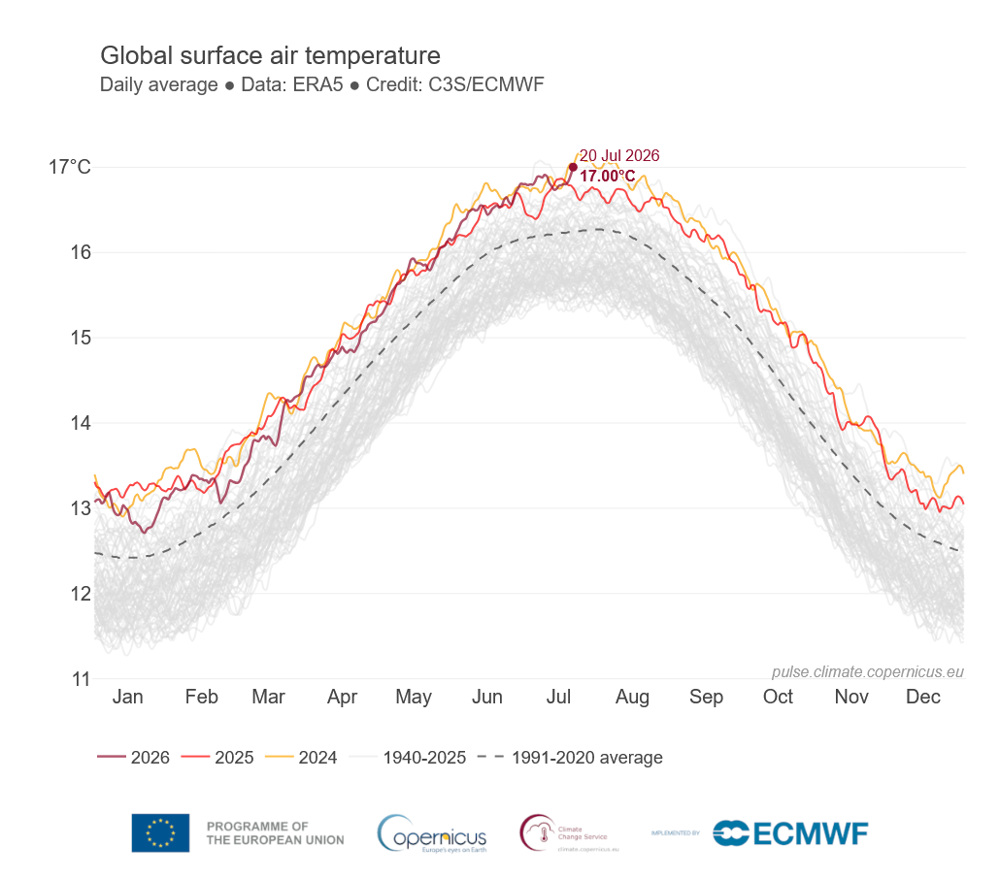 Global surface air temperature
Daily average ● Data: ERA5 ● Credit: C3S/ECMWF
20 Jul 2026
17.00°C
17°C
16
15
14
13
12
11
pulse.climate.copernicus.eu
Jan Feb Mar Apr May Jun Jul Aug Sep Oct Nov Dec
2026 2025 2024 1940-2025 1991-2020 average
PROGRAMME OF
THE EUROPEAN UNION
opernicus
Europe's eyes on Earth
Climate
Change Service
climate.copernicus.eu
IMPLEMENTED BY
ECMWF